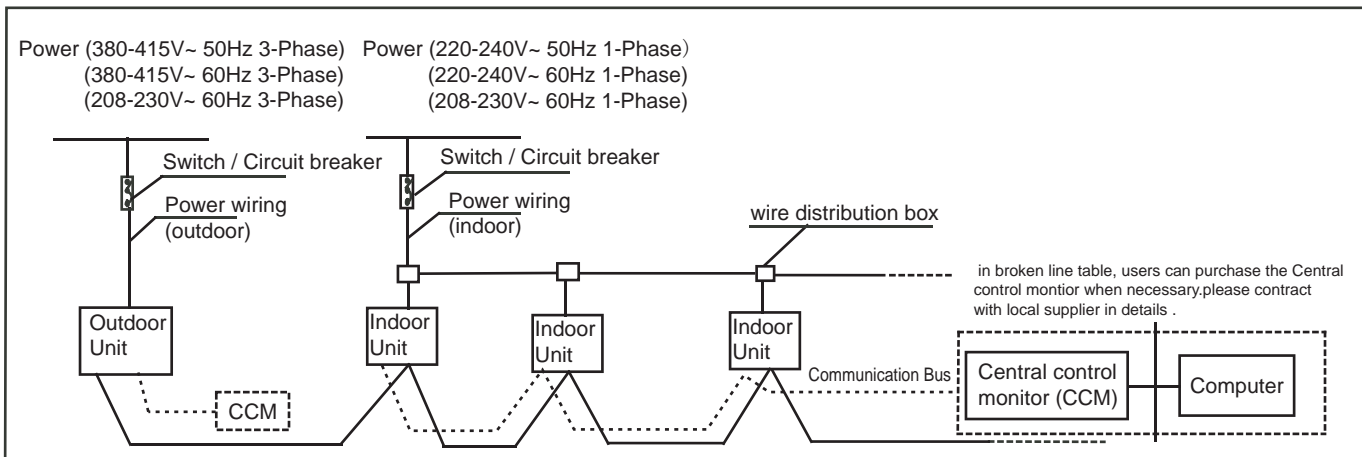 Power (380-415V~ 50Hz 3-Phase)
(380-415V~ 60Hz 3-Phase)
(208-230V~ 60Hz 3-Phase)
Power (220-240V~ 50Hz 1-Phase）
(220-240V~ 60Hz 1-Phase)
(208-230V~ 60Hz 1-Phase)
Switch / Circuit breaker
Power wiring
(outdoor)
Switch / Circuit breaker
Power wiring
(indoor)
wire distribution box
in broken line table, users can purchase the Central
control montior when necessary.please contract
with local supplier in details .
Outdoor
Unit
Indoor
Unit
Indoor
Unit
Indoor
Unit
CCM
Communication Bus
Central control
monitor (CCM)
Computer